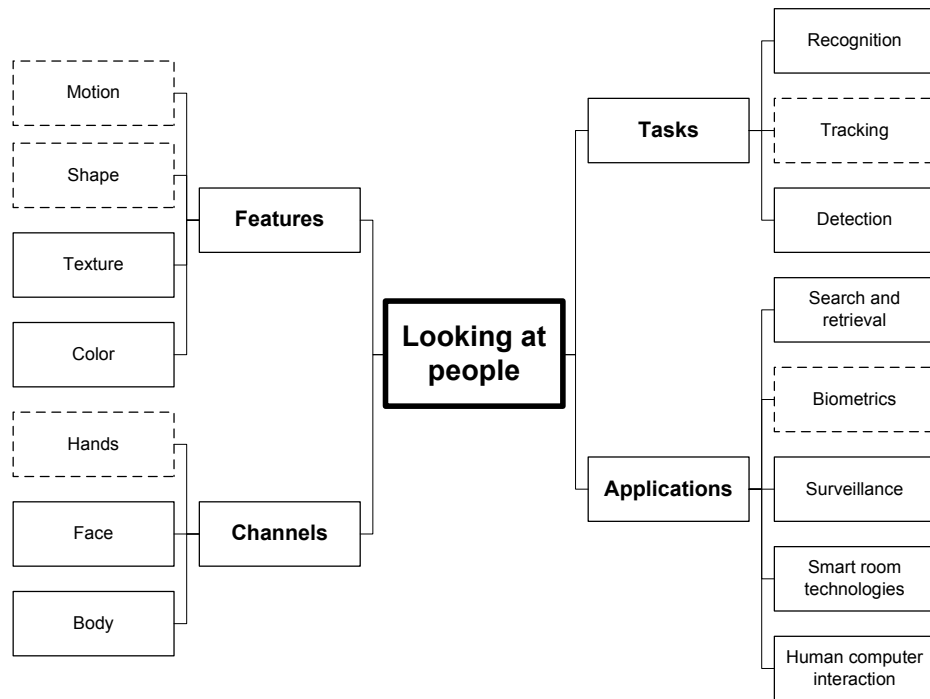 Motion
Shape
Texture
Color
Features
Hands
Face
Body
Channels
Looking at
people
Tasks
Recognition
Tracking
Detection
Applications
Search and
retrieval
Biometrics
Surveillance
Smart room
technologies
Human computer
interaction